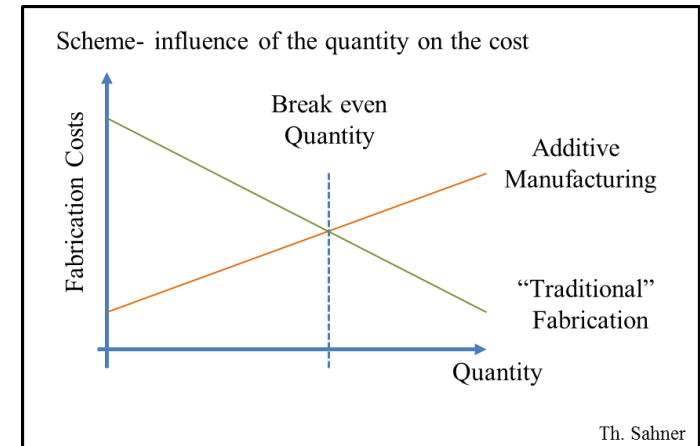 Scheme- influence of the quantity on the cost
Fabrication Costs
Break even
Quantity
Additive
Manufacturing
“Traditional”
Fabrication
Quantity
Th. Sahner